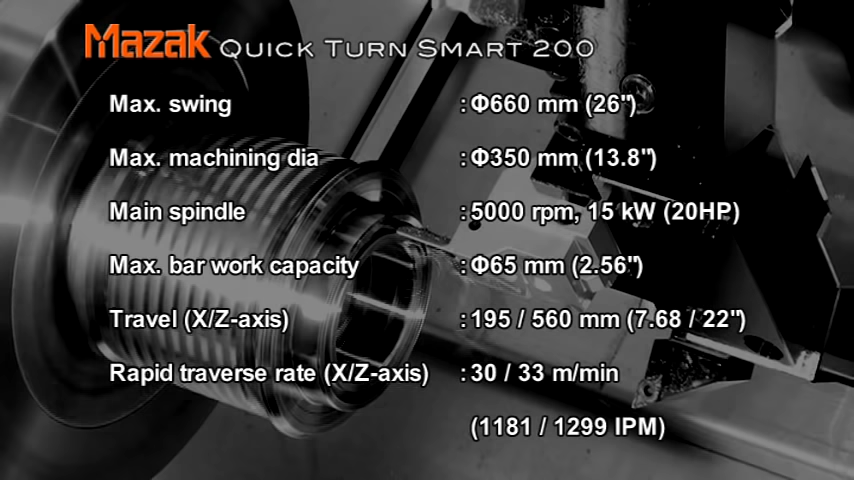 Mazak QUICK TURN SMART 200
Max. swing : Φ660 mm (26")
Max. machining dia : Φ350 mm (13.8")
Main spindle : 5000 rpm, 15 kW (20HP)
Max. bar work capacity : Φ65 mm (2.56")
Travel (X/Z-axis) : 195 / 560 mm (7.68 / 22")
Rapid traverse rate (X/Z-axis) : 30 / 33 m/min
(1181 / 1299 IPM)